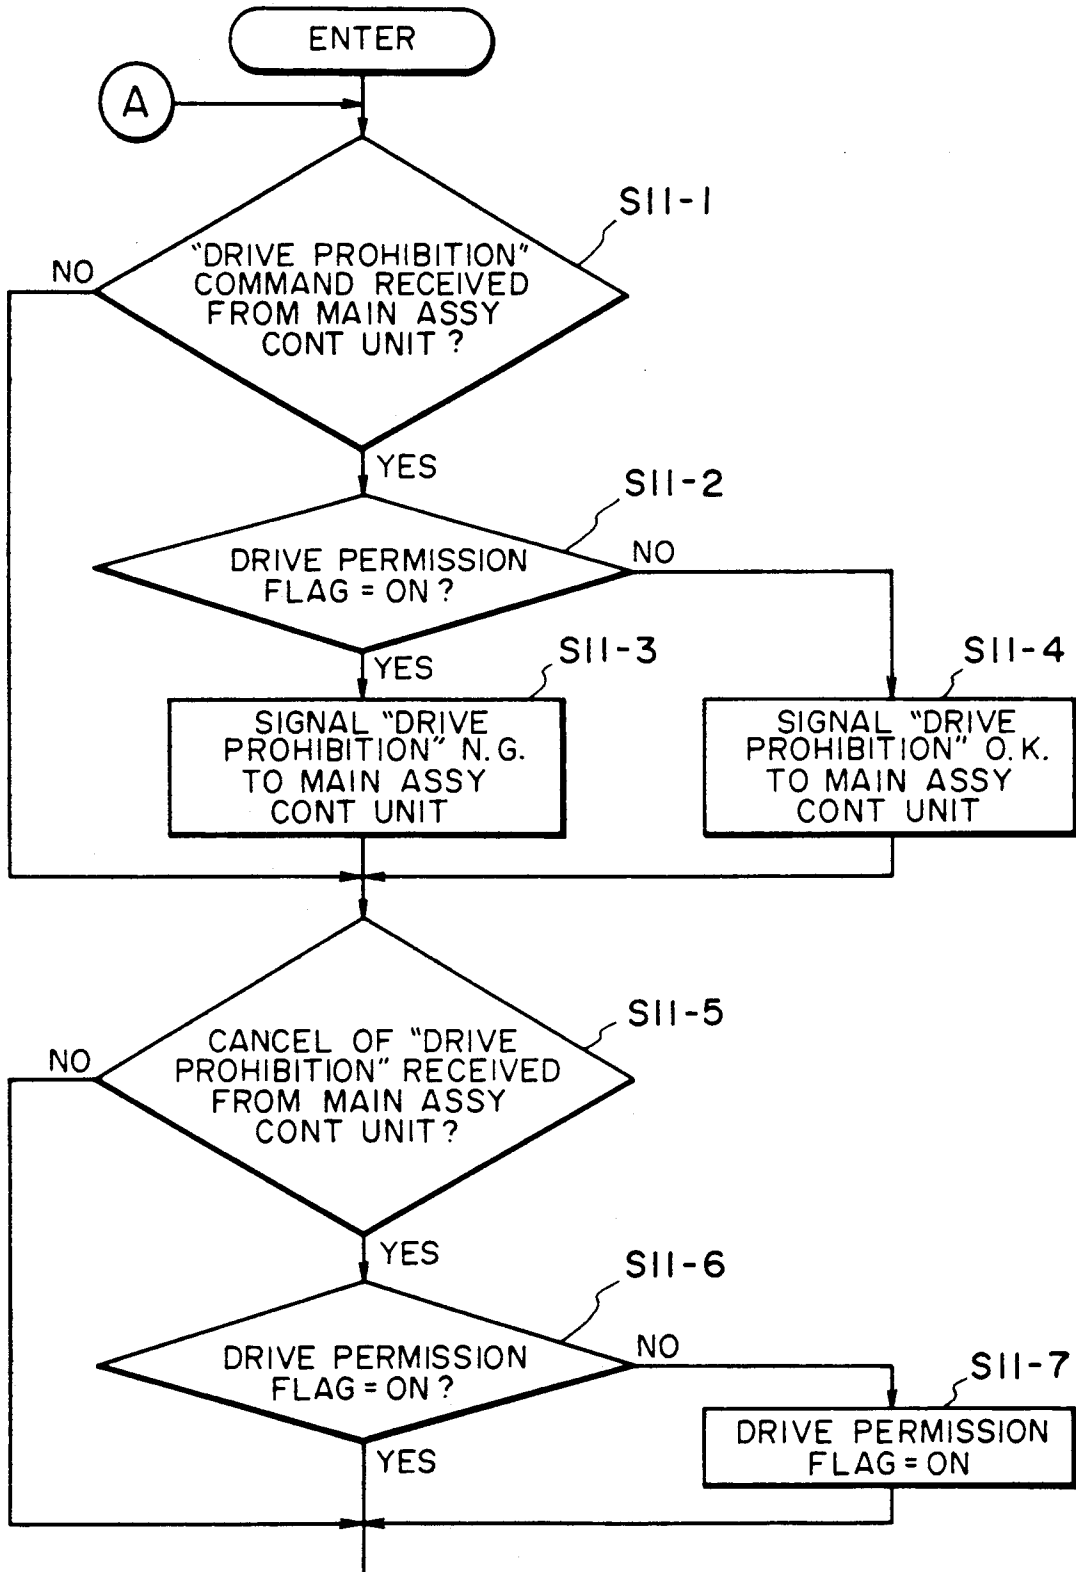 ENTER
A
S11-1
"DRIVE PROHIBITION"
COMMAND RECEIVED
FROM MAIN ASSY
CONT UNIT ?
NO
YES
S11-2
DRIVE PERMISSION
FLAG = ON ?
NO
YES
S11-3
SIGNAL "DRIVE
PROHIBITION" N.G.
TO MAIN ASSY
CONT UNIT
S11-4
SIGNAL "DRIVE
PROHIBITION" O.K.
TO MAIN ASSY
CONT UNIT
S11-5
CANCEL OF "DRIVE
PROHIBITION" RECEIVED
FROM MAIN ASSY
CONT UNIT ?
NO
YES
S11-6
DRIVE PERMISSION
FLAG = ON ?
NO
YES
S11-7
DRIVE PERMISSION
FLAG = ON